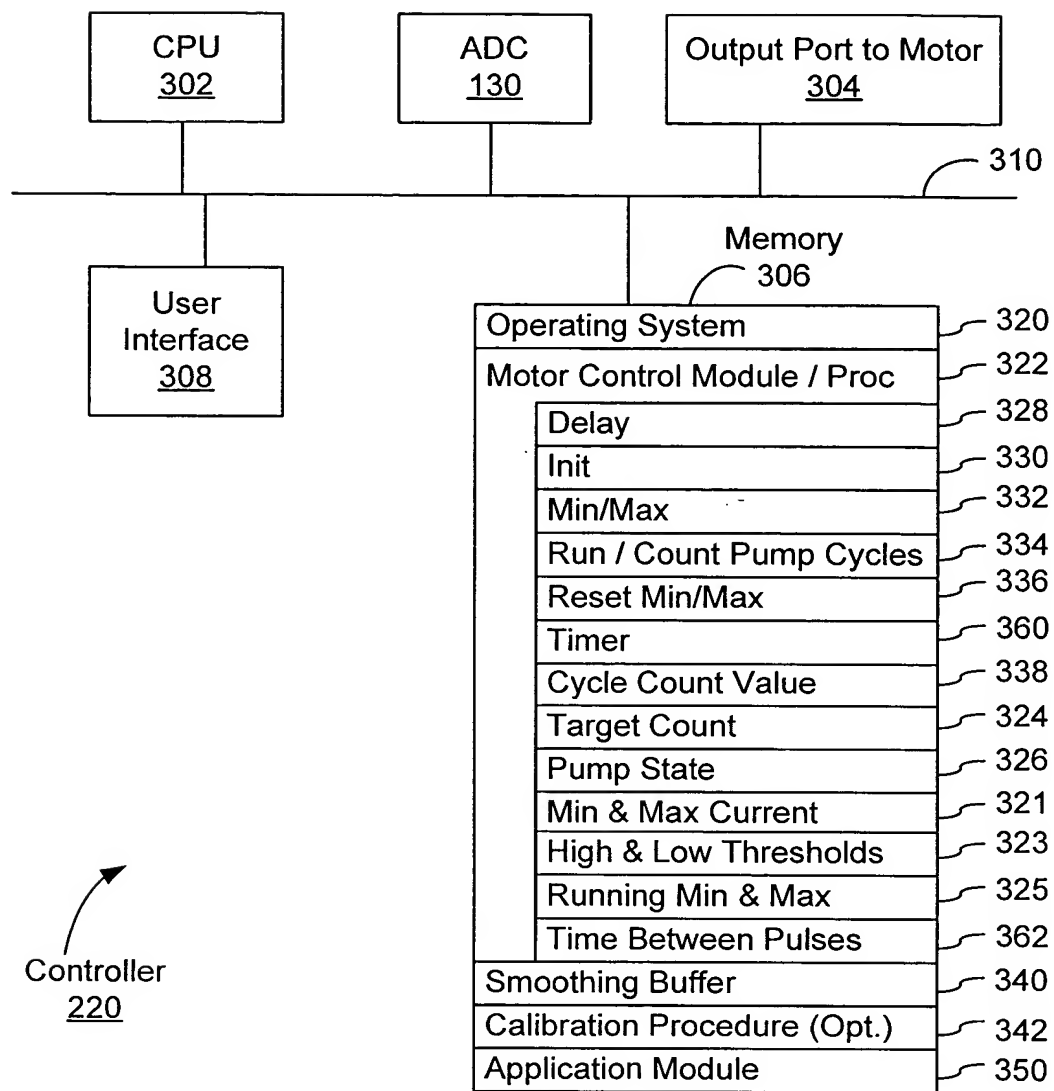 CPU
302
ADC
130
Output Port to Motor
304
310
User
Interface
308
Memory
306
Operating System 320
Motor Control Module / Proc 322
Delay 328
Init 330
Min/Max 332
Run / Count Pump Cycles 334
Reset Min/Max 336
Timer 360
Cycle Count Value 338
Target Count 324
Pump State 326
Min & Max Current 321
High & Low Thresholds 323
Running Min & Max 325
Time Between Pulses 362
Smoothing Buffer 340
Calibration Procedure (Opt.) 342
Application Module 350
Controller
220